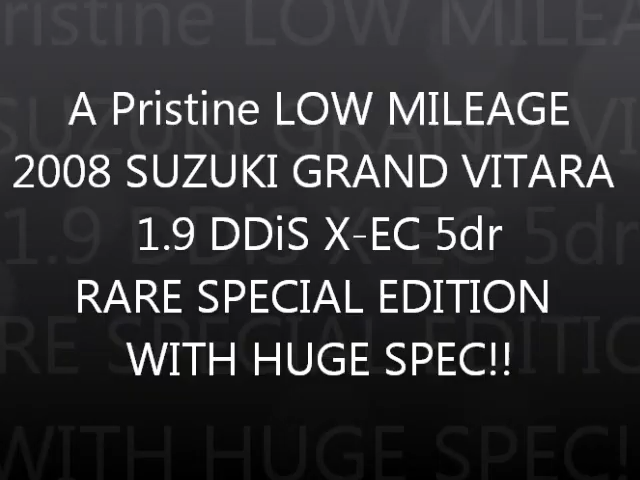 A Pristine LOW MILEAGE
2008 SUZUKI GRAND VITARA
1.9 DDiS X-EC 5dr
RARE SPECIAL EDITION
WITH HUGE SPEC!!